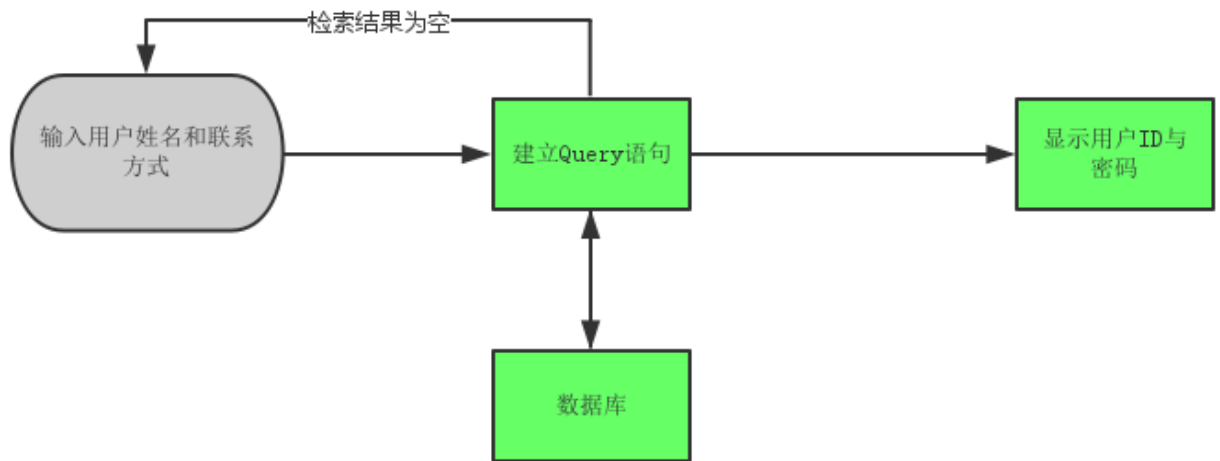 检索结果为空
输入用户姓名和联系
方式
建立Query语句
显示用户ID与
密码
数据库